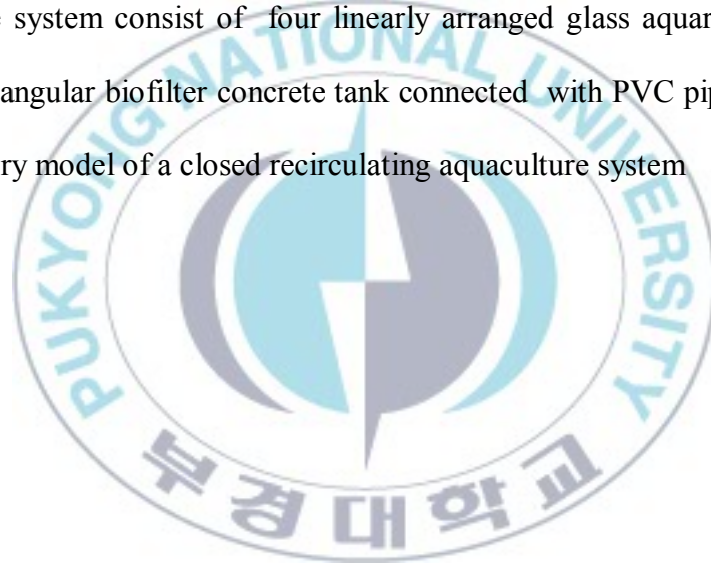 system consist of four linearly arranged glass aquar
angular biofilter concrete tank connected with PVC pip
ry model of a closed recirculating aquaculture system
PUKYONG NATIONAL UNIVERSITY
부경대학교